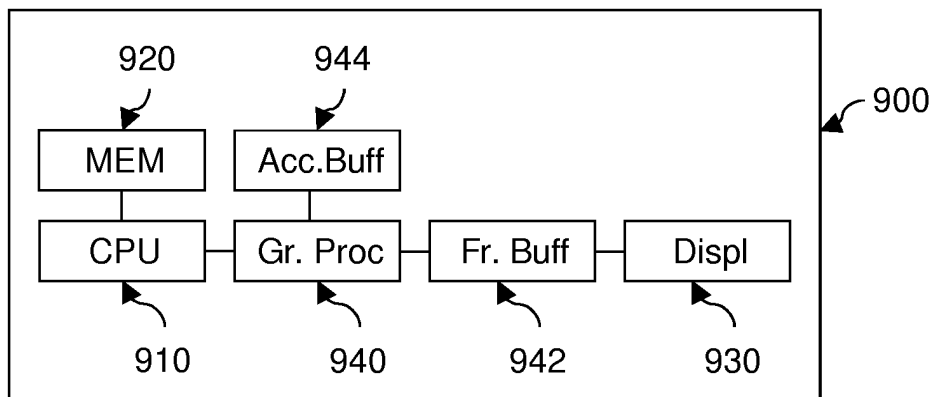 920 944
900
MEM Acc.Buff
CPU Gr. Proc Fr. Buff Displ
910 940 942 930